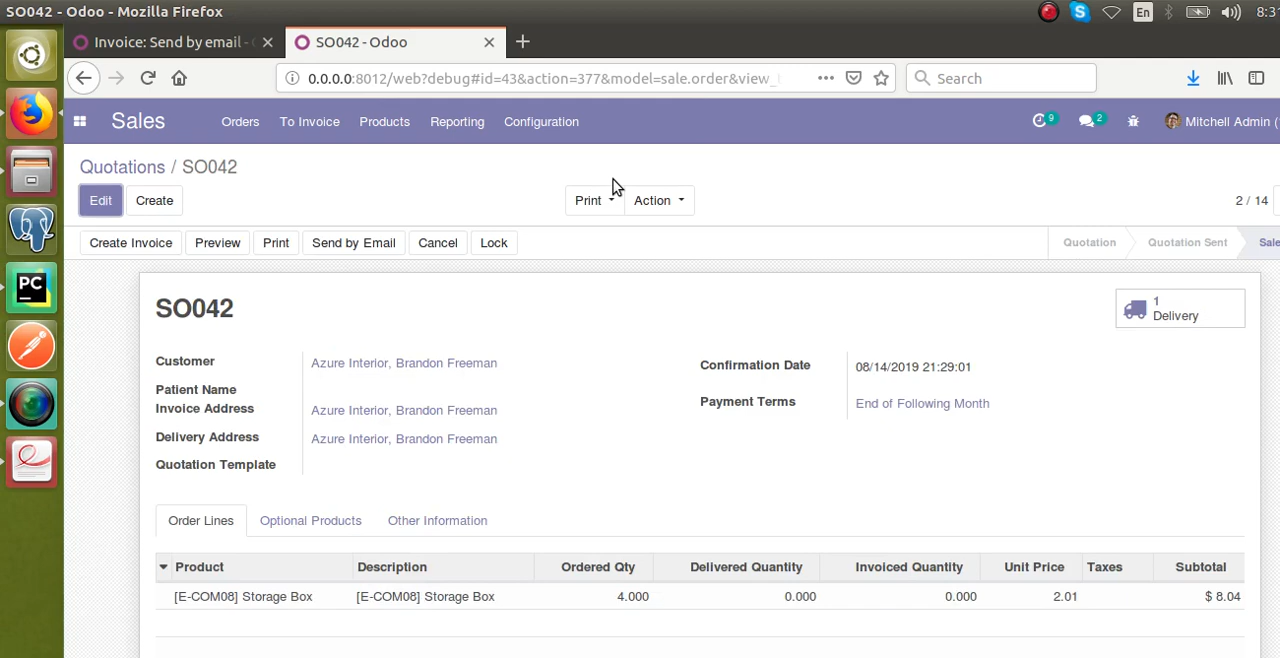 SO042 - Odoo - Mozilla Firefox
En
8:3
Invoice: Send by email -
SO042 - Odoo
0.0.0.0:8012/web?debug#id=43&action=377&model=sale.order&view_
Search
Sales
Orders
To Invoice
Products
Reporting
Configuration
9
2
Mitchell Admin (
Quotations / SO042
Edit
Create
Print
Action
2 / 14
Create Invoice
Preview
Print
Send by Email
Cancel
Lock
Quotation
Quotation Sent
Sale
SO042
1
Delivery
Customer
Azure Interior, Brandon Freeman
Patient Name
Invoice Address
Azure Interior, Brandon Freeman
Delivery Address
Azure Interior, Brandon Freeman
Quotation Template
Confirmation Date
08/14/2019 21:29:01
Payment Terms
End of Following Month
Order Lines
Optional Products
Other Information
Product Description Ordered Qty Delivered Quantity Invoiced Quantity Unit Price Taxes Subtotal
[E-COM08] Storage Box [E-COM08] Storage Box 4.000 0.000 0.000 2.01 $ 8.04
PC